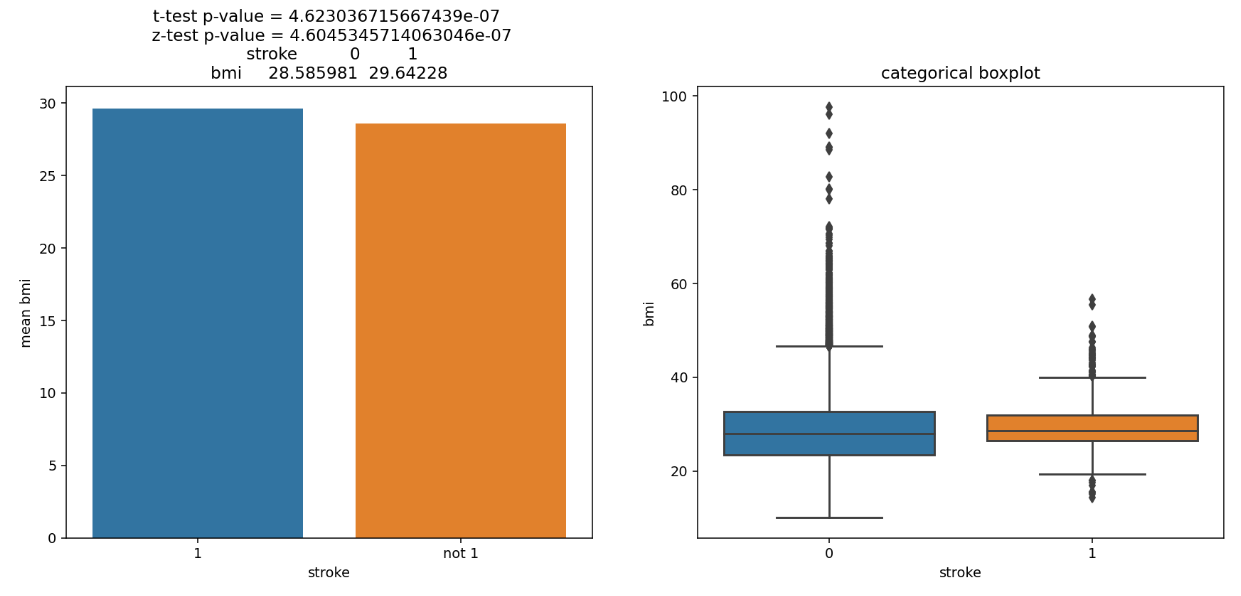 t-test p-value = 4.623036715667439e-07
z-test p-value = 4.6045345714063046e-07
stroke 0 1
bmi 28.585981 29.64228
30
25
20
15
10
5
0
mean bmi
1 not 1
stroke
categorical boxplot
100
80
60
40
20
bmi
0 1
stroke